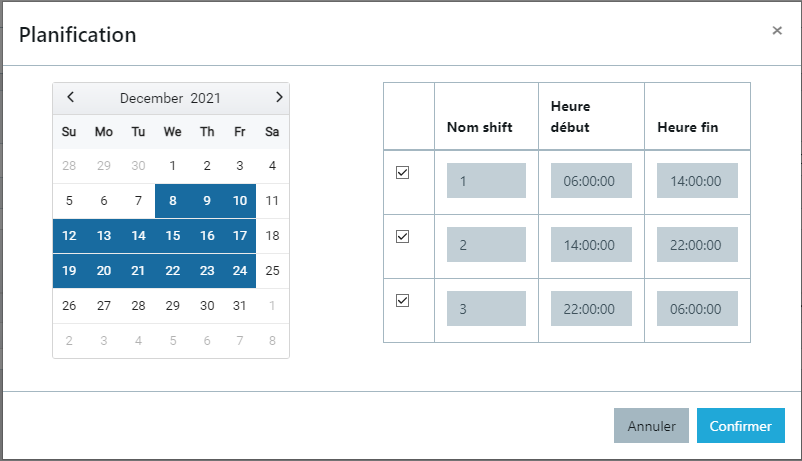 Planification
×
December 2021
Su Mo Tu We Th Fr Sa
28 29 30 1 2 3 4
5 6 7 8 9 10 11
12 13 14 15 16 17 18
19 20 21 22 23 24 25
26 27 28 29 30 31 1
2 3 4 5 6 7 8
Nom shift Heure début Heure fin
1 06:00:00 14:00:00
2 14:00:00 22:00:00
3 22:00:00 06:00:00
Annuler Confirmer